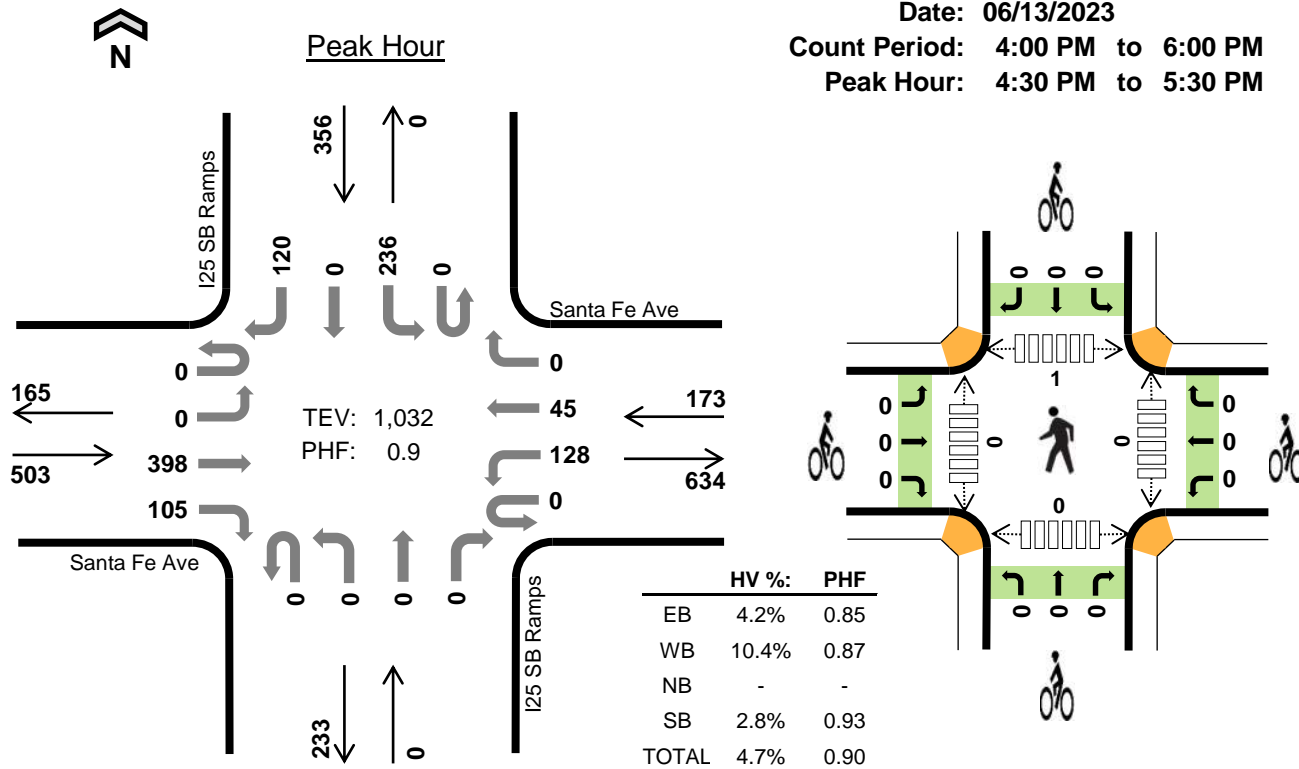 Date: 06/13/2023
Count Period: 4:00 PM to 6:00 PM
Peak Hour: 4:30 PM to 5:30 PM
N
Peak Hour
356
0
I25 SB Ramps
120
0
236
0
Santa Fe Ave
0
0
398
105
165
503
TEV: 1,032
PHF: 0.9
0
45
128
0
173
634
Santa Fe Ave
0
0
0
0
I25 SB Ramps
233
0
HV %: PHF
EB 4.2% 0.85
WB 10.4% 0.87
NB - -
SB 2.8% 0.93
TOTAL 4.7% 0.90
0 0 0
1
0
0
0
0
0
0
0
0
0
0 0 0